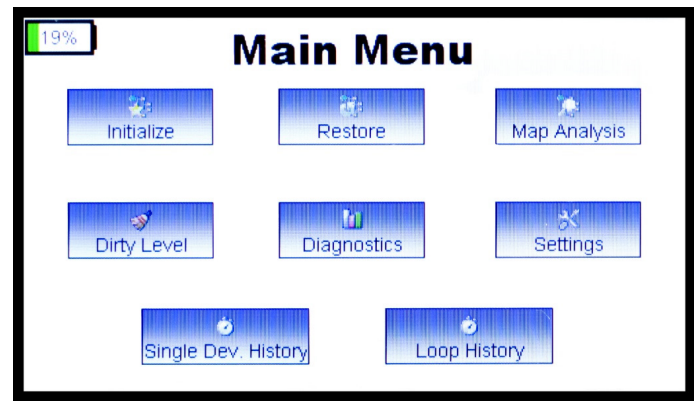 19%
Main Menu
Initialize
Restore
Map Analysis
Dirty Level
Diagnostics
Settings
Single Dev. History
Loop History